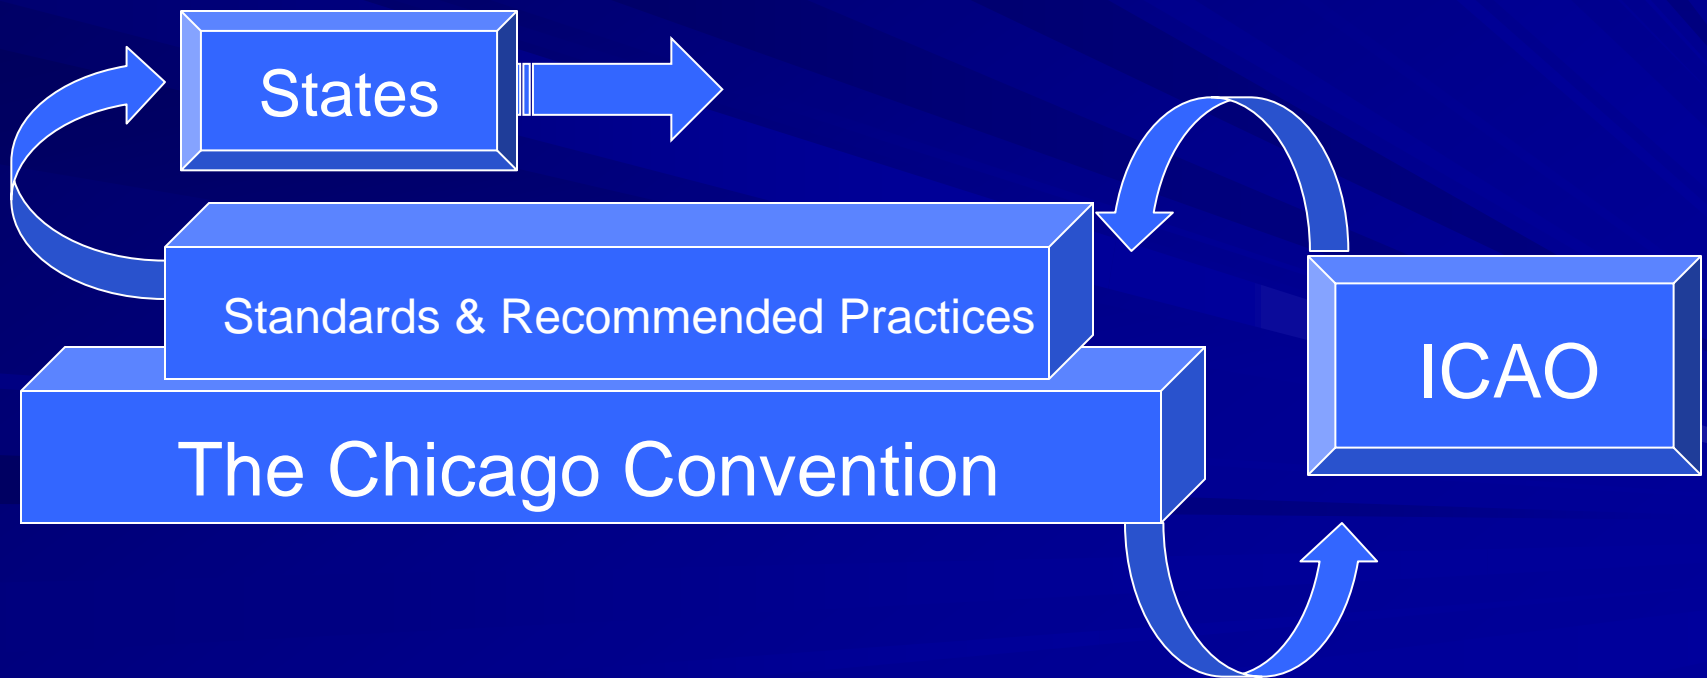 States
Standards & Recommended Practices
ICAO
The Chicago Convention